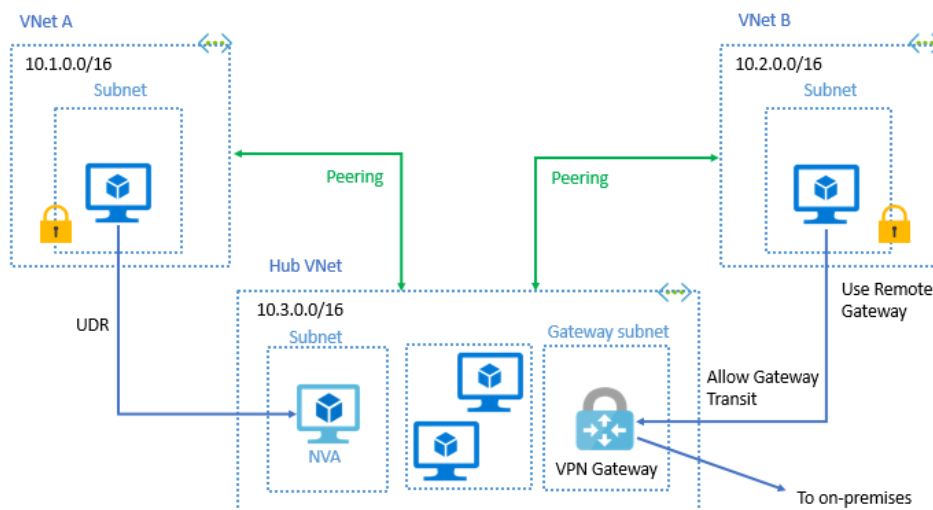 VNet A
VNet B
10.1.0.0/16
10.2.0.0/16
Subnet
Subnet
Peering
Peering
Hub VNet
UDR
Use Remote
Gateway
10.3.0.0/16
Subnet
Gateway subnet
Allow Gateway
Transit
NVA
VPN Gateway
To on-premises